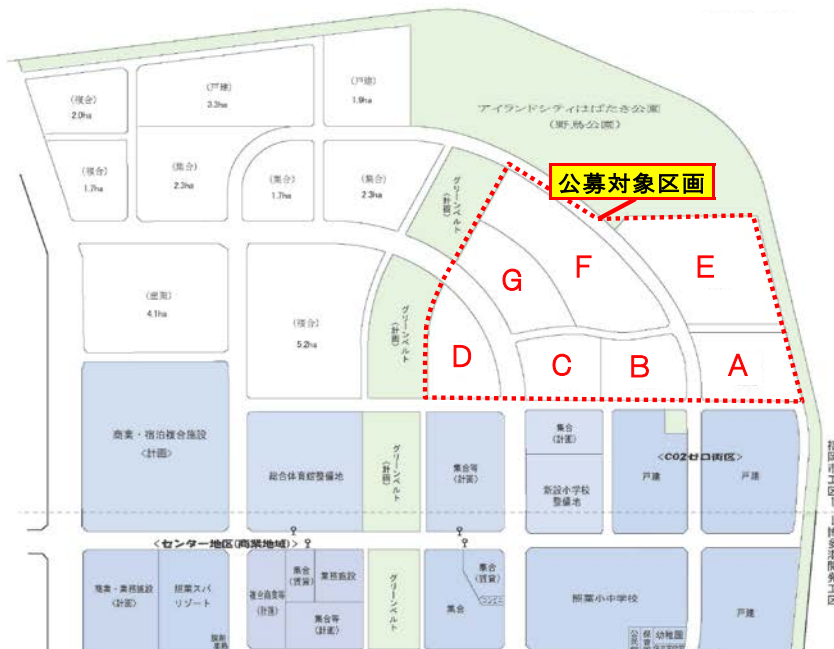 (戸建)
3.3ha
(戸建)
1.9ha
(複合)
2.0ha
アイランドシティはばたき公園
(野鳥公園)
(複合)
1.7ha
(集合)
2.3ha
(集合)
1.7ha
(集合)
2.3ha
グリーンベルト
(計画)
公募対象区画
E
F
G
(産業)
4.1ha
(複合)
5.2ha
グリーンベルト
(計画)
D
C
B
A
商業・宿泊複合施設
<計画>
総合体育館整備地
グリーンベルト
(計画)
集合等
(計画)
集合
(計画)
新設小学校
整備地
<CO2ゼロ街区>
戸建
戸建
<センター地区(商業地域)>
商業・業務施設
(計画)
照葉スパ
リゾート
複合商業等
(計画)
集合
(賃貸)
業務施設
集合等
(計画)
グリーンベルト
集合
集合
(賃貸)
コンビニ
照葉小中学校
幼稚園
戸建